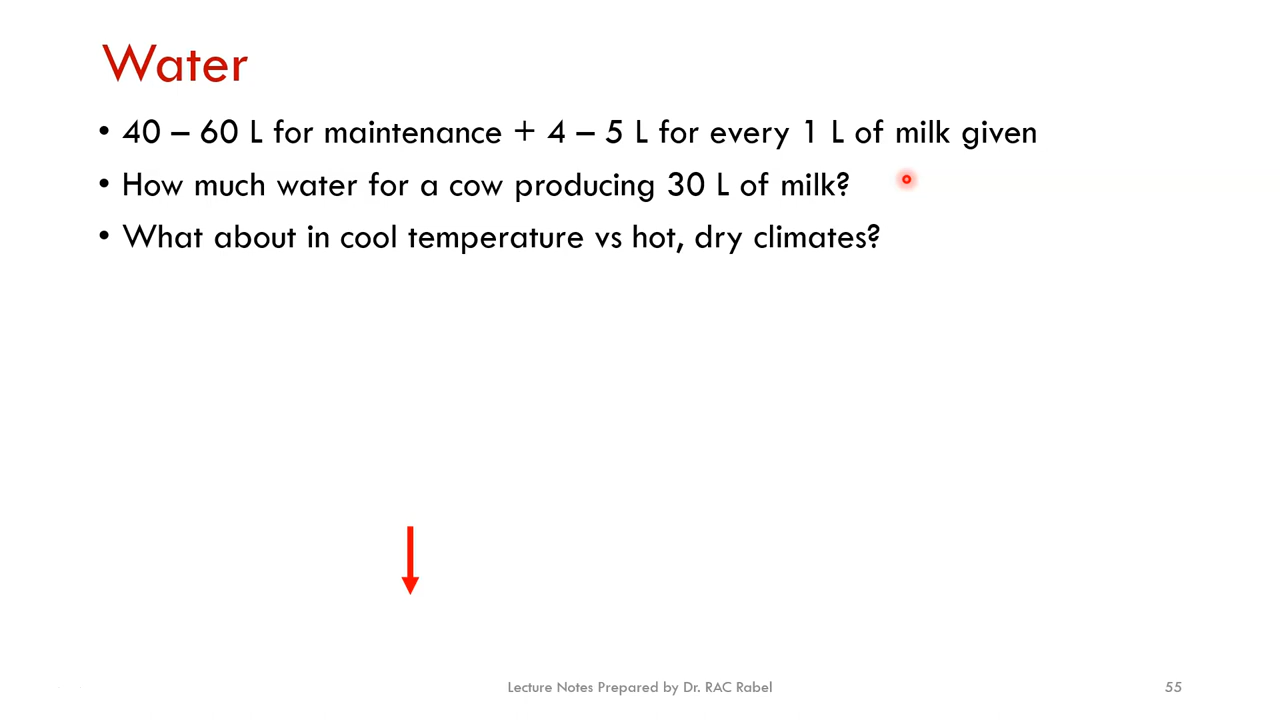 Water
• 40 – 60 L for maintenance + 4 – 5 L for every 1 L of milk given
• How much water for a cow producing 30 L of milk?
• What about in cool temperature vs hot, dry climates?
Lecture Notes Prepared by Dr. RAC Rabel
55